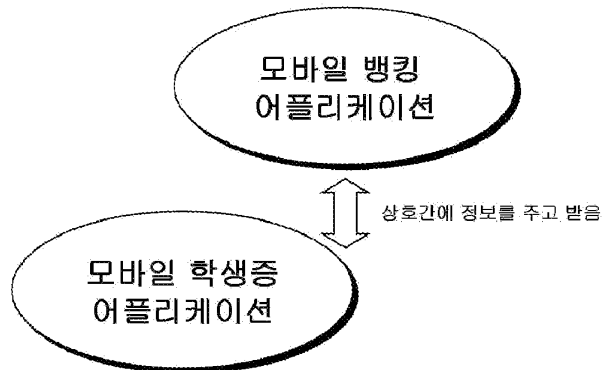 모바일 뱅킹
어플리케이션
상호간에 정보를 주고 받음
모바일 학생증
어플리케이션